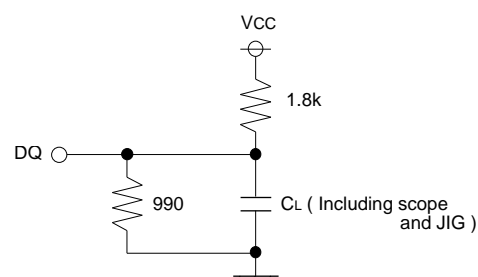 VCC
1.8k
DQ
990
CL ( Including scope
and JIG )